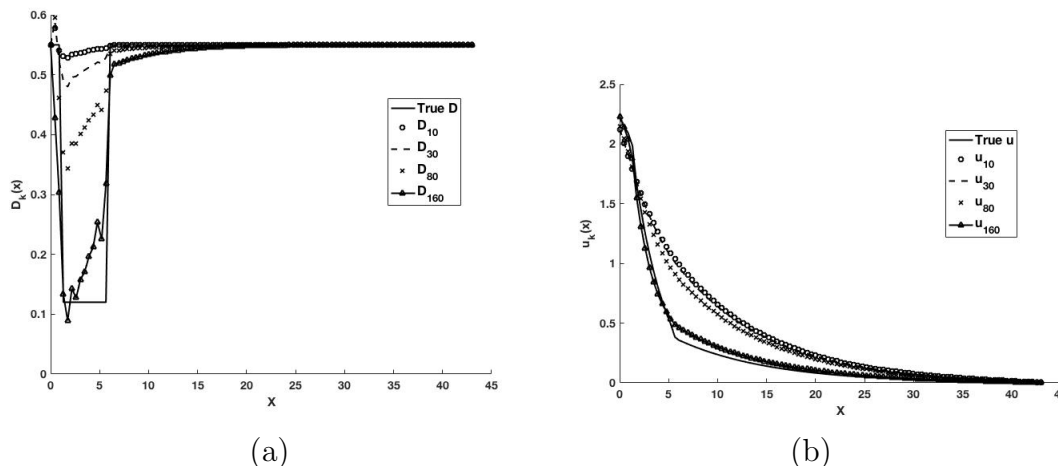 0.6
0.5
0.4
0.3
0.2
0.1
0
D_k(x)
0 5 10 15 20 25 30 35 40 45
X
True D
D_10
D_30
D_80
D_160
(a)
2.5
2
1.5
1
0.5
0
u_k(x)
0 5 10 15 20 25 30 35 40 4
X
True u
u_10
u_30
u_80
u_160
(b)